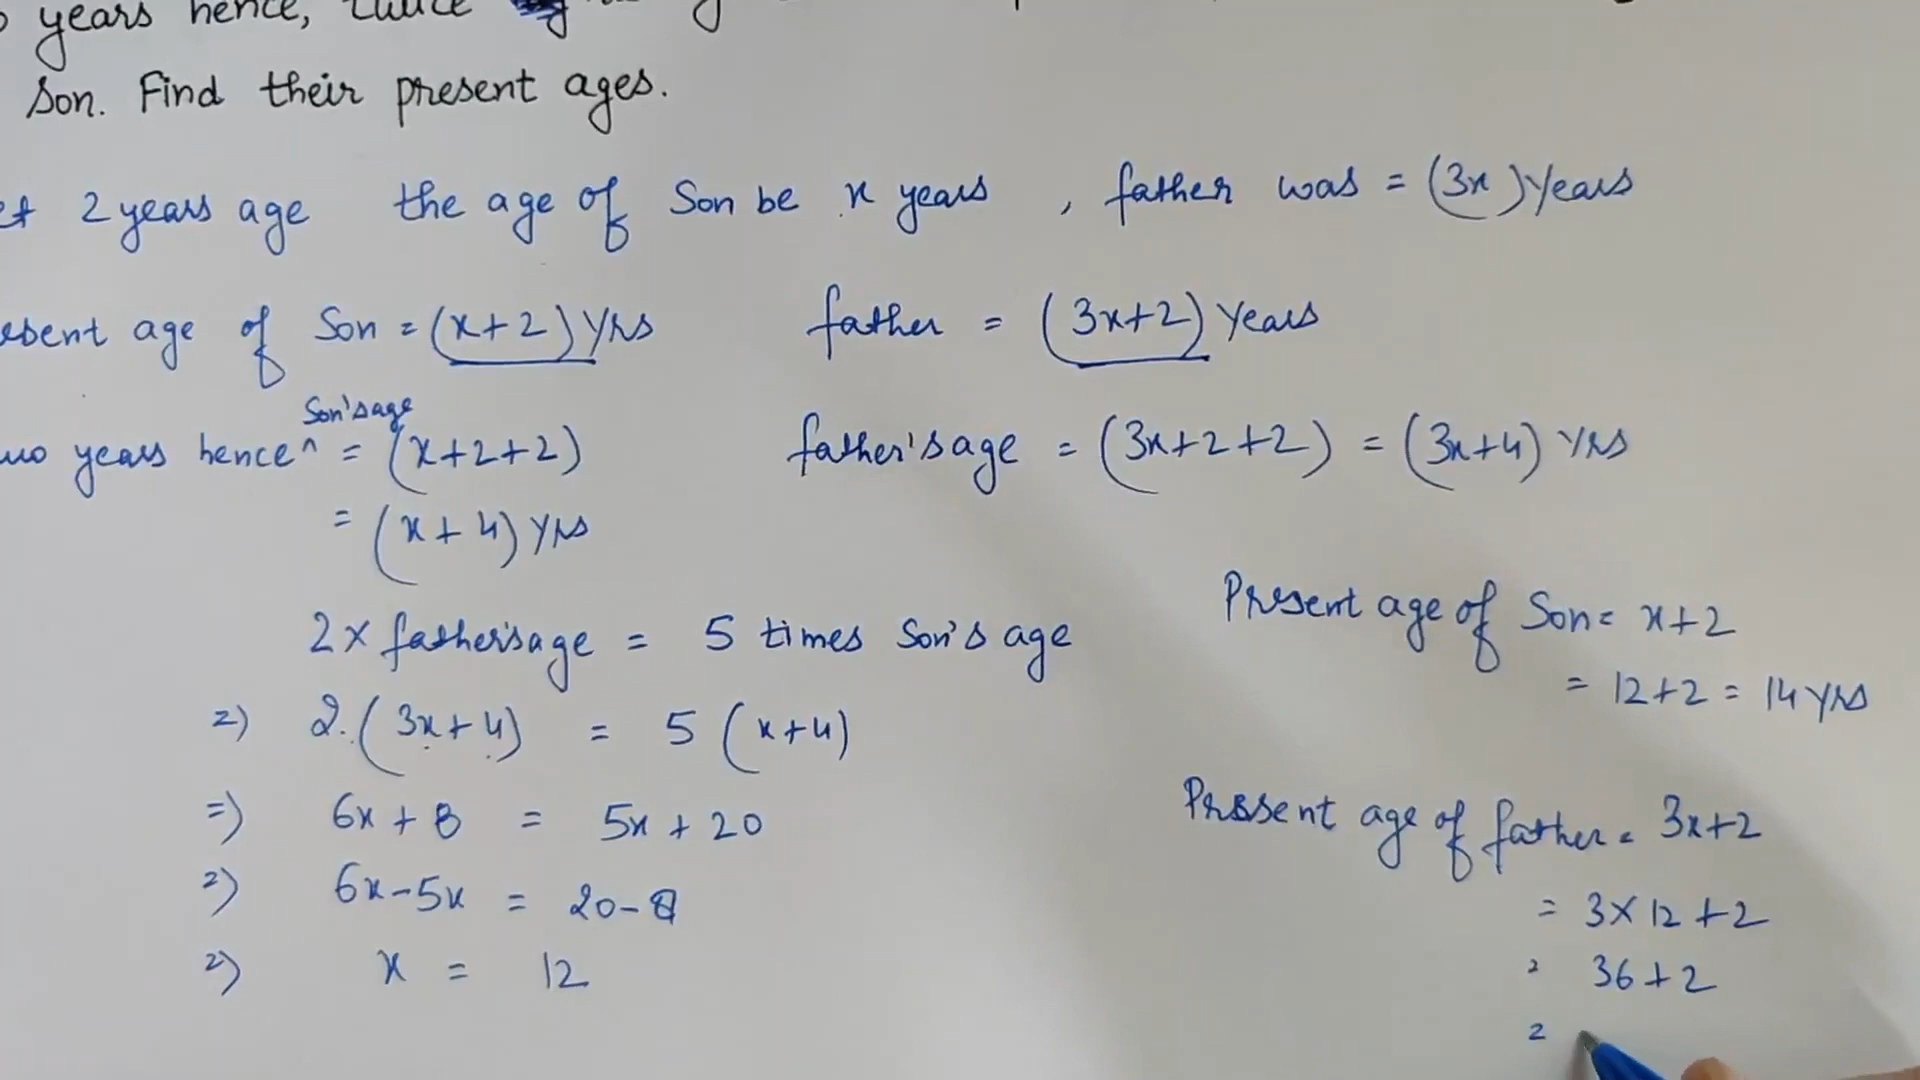 years hence, twice
Son. Find their present ages.
2 years age the age of Son be x years , father was = (3x) Years
age of Son = (x+2) Yrs father = (3x+2) Years
Son's age
years hence ^ = (x+2+2) father's age = (3x+2+2) = (3x+4) Yrs
= (x+4) Yrs
2 x father's age = 5 times Son's age
=) 2.(3x+4) = 5 (x+4)
=) 6x + 8 = 5x + 20
=) 6x-5x = 20-8
=) x = 12
Present age of Son = x+2
= 12+2 = 14 yrs
Present age of father = 3x+2
= 3x12+2
= 36+2
=